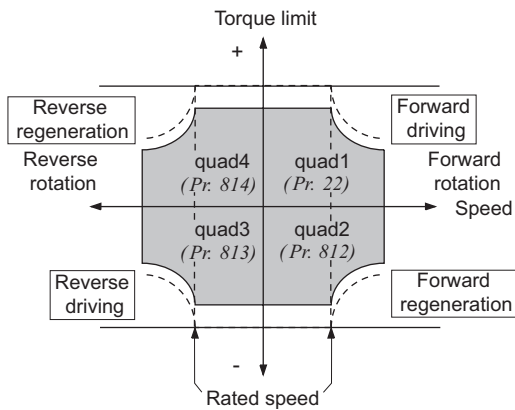 Torque limit
+
Reverse
regeneration
Forward
driving
Reverse
rotation
quad4
(Pr. 814)
quad1
(Pr. 22)
Forward
rotation
Speed
quad3
(Pr. 813)
quad2
(Pr. 812)
Reverse
driving
Forward
regeneration
-
Rated speed